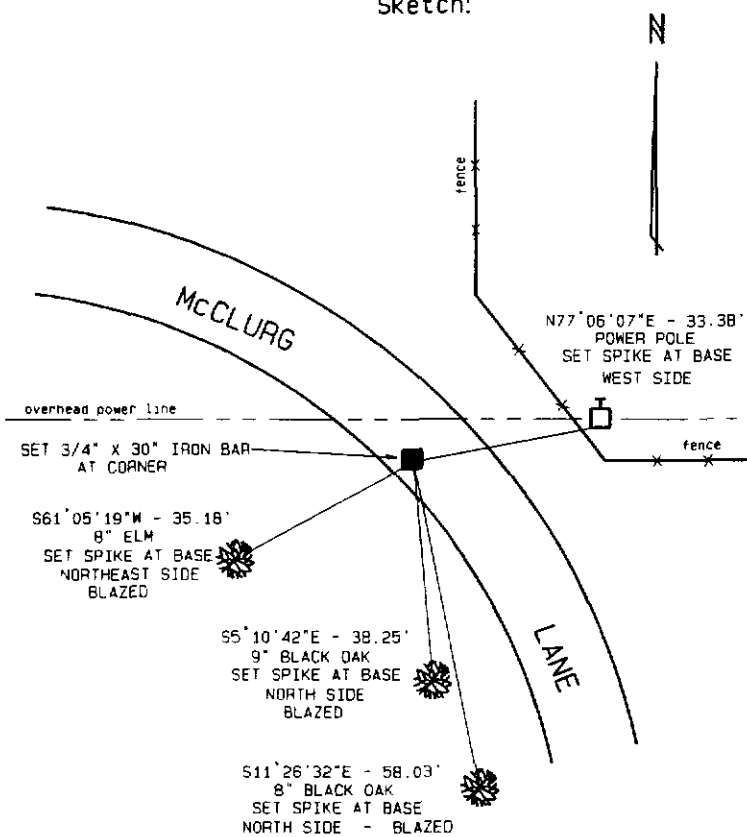 Sketch:
N
fence
McCLURG
N77°06'07"E - 33.38'
POWER POLE
SET SPIKE AT BASE
WEST SIDE
overhead power line
fence
SET 3/4" X 30" IRON BAR
AT CORNER
S61°05'19"W - 35.18'
8" ELM
SET SPIKE AT BASE
NORTHEAST SIDE
BLAZED
S5°10'42"E - 38.25'
9" BLACK OAK
SET SPIKE AT BASE
NORTH SIDE
BLAZED
LANE
S11°26'32"E - 58.03'
8" BLACK OAK
SET SPIKE AT BASE
NORTH SIDE - BLAZED